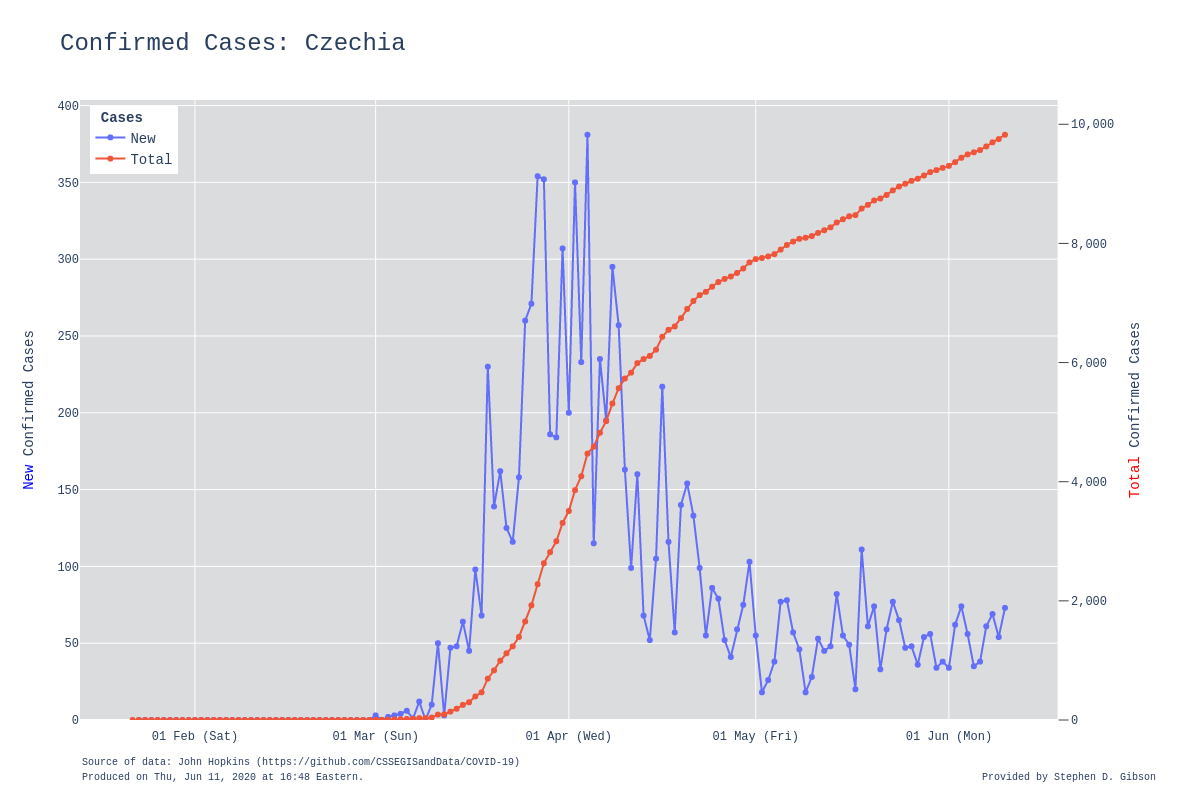 Confirmed Cases: Czechia
Cases
New
Total
400
350
300
250
200
150
100
50
0
10,000
8,000
6,000
4,000
2,000
0
New Confirmed Cases
Total Confirmed Cases
01 Feb (Sat) 01 Mar (Sun) 01 Apr (Wed) 01 May (Fri) 01 Jun (Mon)
Source of data: John Hopkins (https://github.com/CSSEGISandData/COVID-19)
Produced on Thu, Jun 11, 2020 at 16:48 Eastern.
Provided by Stephen D. Gibson